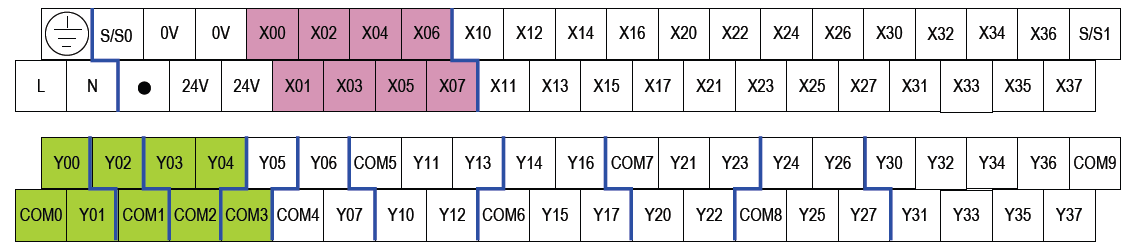 S/S0 0V 0V X00 X02 X04 X06 X10 X12 X14 X16 X20 X22 X24 X26 X30 X32 X34 X36 S/S1
L N 24V 24V X01 X03 X05 X07 X11 X13 X15 X17 X21 X23 X25 X27 X31 X33 X35 X37
Y00 Y02 Y03 Y04 Y05 Y06 COM5 Y11 Y13 Y14 Y16 COM7 Y21 Y23 Y24 Y26 Y30 Y32 Y34 Y36 COM9
COM0 Y01 COM1 COM2 COM3 COM4 Y07 Y10 Y12 COM6 Y15 Y17 Y20 Y22 COM8 Y25 Y27 Y31 Y33 Y35 Y37